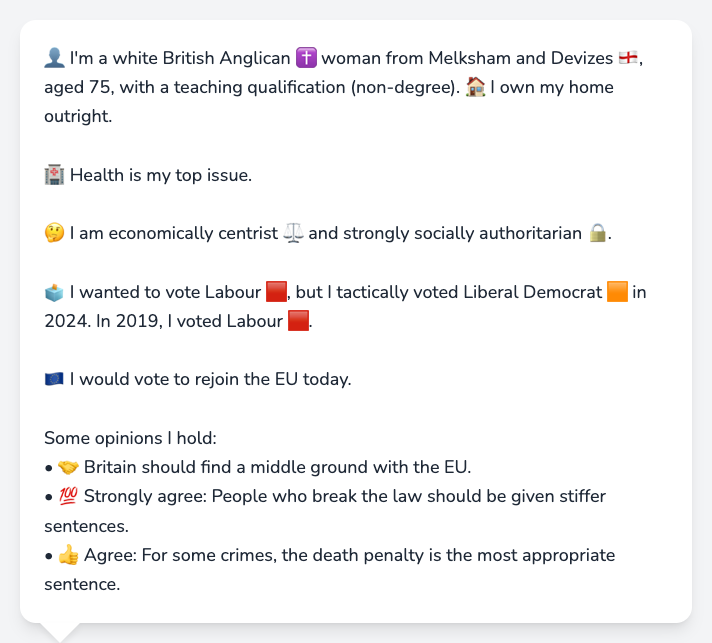 👤 I'm a white British Anglican ✝️ woman from Melksham and Devizes 🏴󠁧󠁢󠁥󠁮󠁧󠁿,
aged 75, with a teaching qualification (non-degree). 🏠 I own my home
outright.
🏥 Health is my top issue.
🤔 I am economically centrist ⚖️ and strongly socially authoritarian 🔒.
🗳️ I wanted to vote Labour 🟥, but I tactically voted Liberal Democrat 🟧 in
2024. In 2019, I voted Labour 🟥.
🇪🇺 I would vote to rejoin the EU today.
Some opinions I hold:
• 🤝 Britain should find a middle ground with the EU.
• 💯 Strongly agree: People who break the law should be given stiffer
sentences.
• 👍 Agree: For some crimes, the death penalty is the most appropriate
sentence.